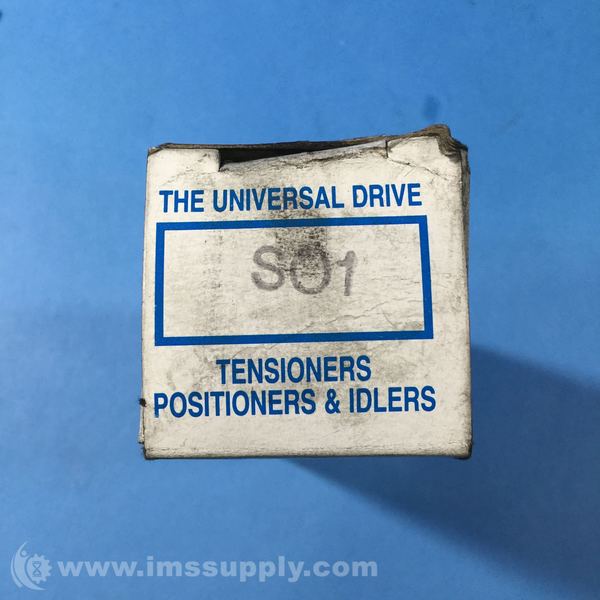 THE UNIVERSAL DRIVE
SO1
TENSIONERS
POSITIONERS & IDLERS
www.imssupply.com